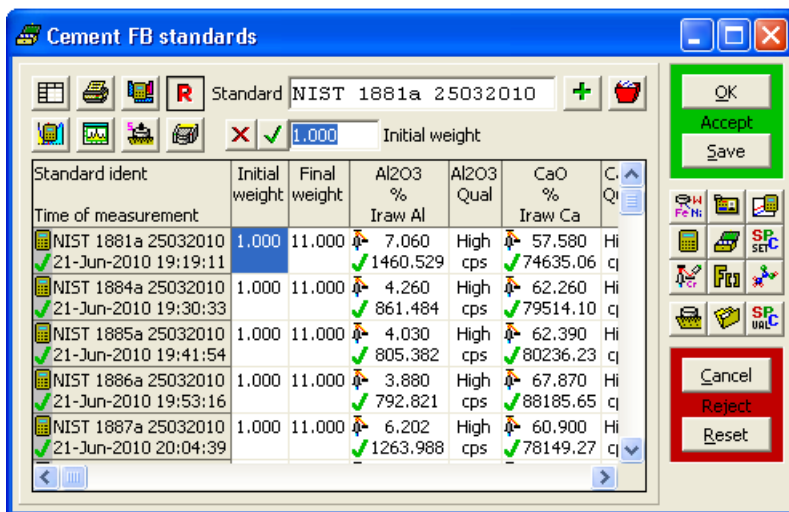 Cement FB standards
R Standard NIST 1881a 25032010
1.000 Initial weight
Standard ident Initial weight Final weight Al2O3 % Al2O3 Qual CaO %
Time of measurement Iraw Al Iraw Ca
NIST 1881a 25032010 1.000 11.000 7.060 High 57.580 Hi
21-Jun-2010 19:19:11 1460.529 cps 74635.06
NIST 1884a 25032010 1.000 11.000 4.260 High 62.260 Hi
21-Jun-2010 19:30:33 861.484 cps 79514.10
NIST 1885a 25032010 1.000 11.000 4.030 High 62.390 Hi
21-Jun-2010 19:41:54 805.382 cps 80236.23
NIST 1886a 25032010 1.000 11.000 3.880 High 67.870 Hi
21-Jun-2010 19:53:16 792.821 cps 88185.65
NIST 1887a 25032010 1.000 11.000 6.202 High 60.900 Hi
21-Jun-2010 20:04:39 1263.988 cps 78149.27
OK
Accept
Save
Cancel
Reject
Reset